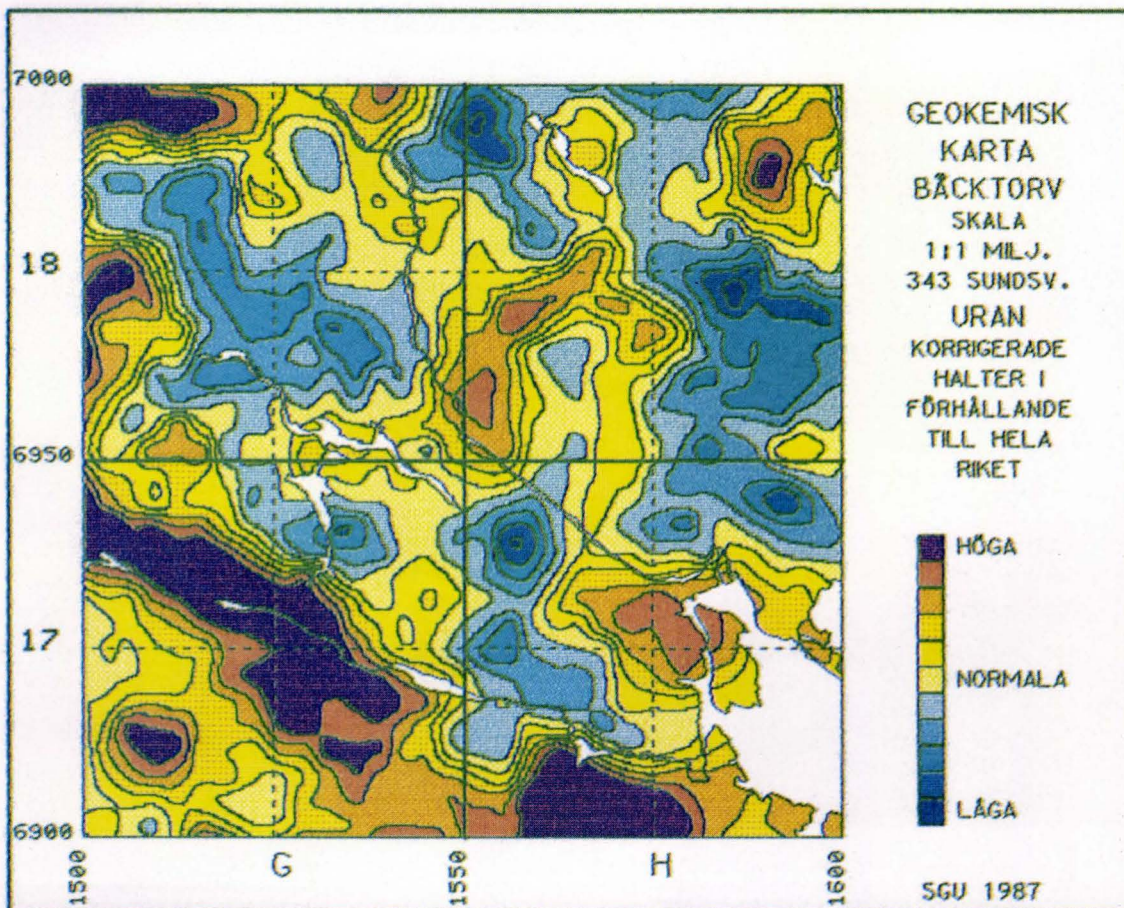 7000
18
6950
17
6900
1500
G
1550
H
1600
GEOKEMISK
KARTA
BÄCKTORV
SKALA
1:1 MILJ.
343 SUNDSV.
URAN
KORRIGERADE
HALTER I
FÖRHÅLLANDE
TILL HELA
RIKET
HÖGA
NORMALA
LÅGA
SGU 1987